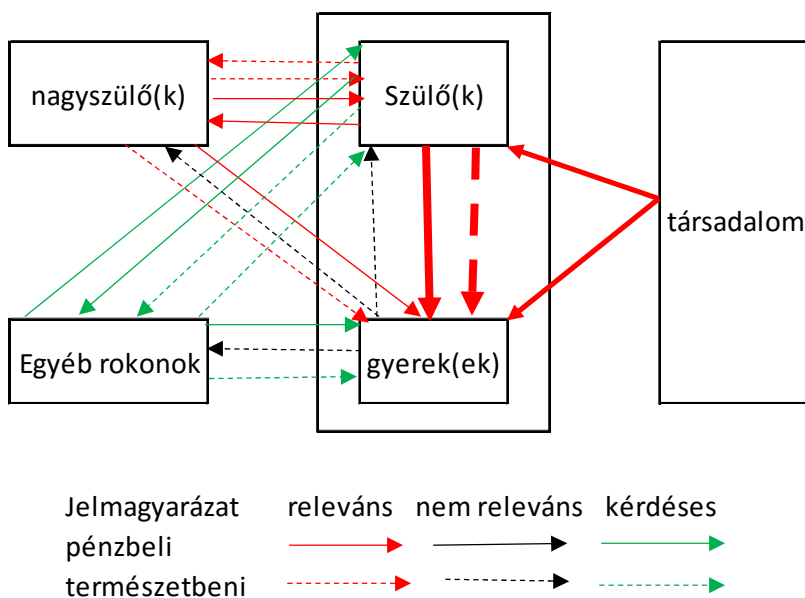 nagyszülő(k)
Szülő(k)
társadalom
Egyéb rokonok
gyerek(ek)
Jelmagyarázat releváns nem releváns kérdéses
pénzbeli
természetbeni